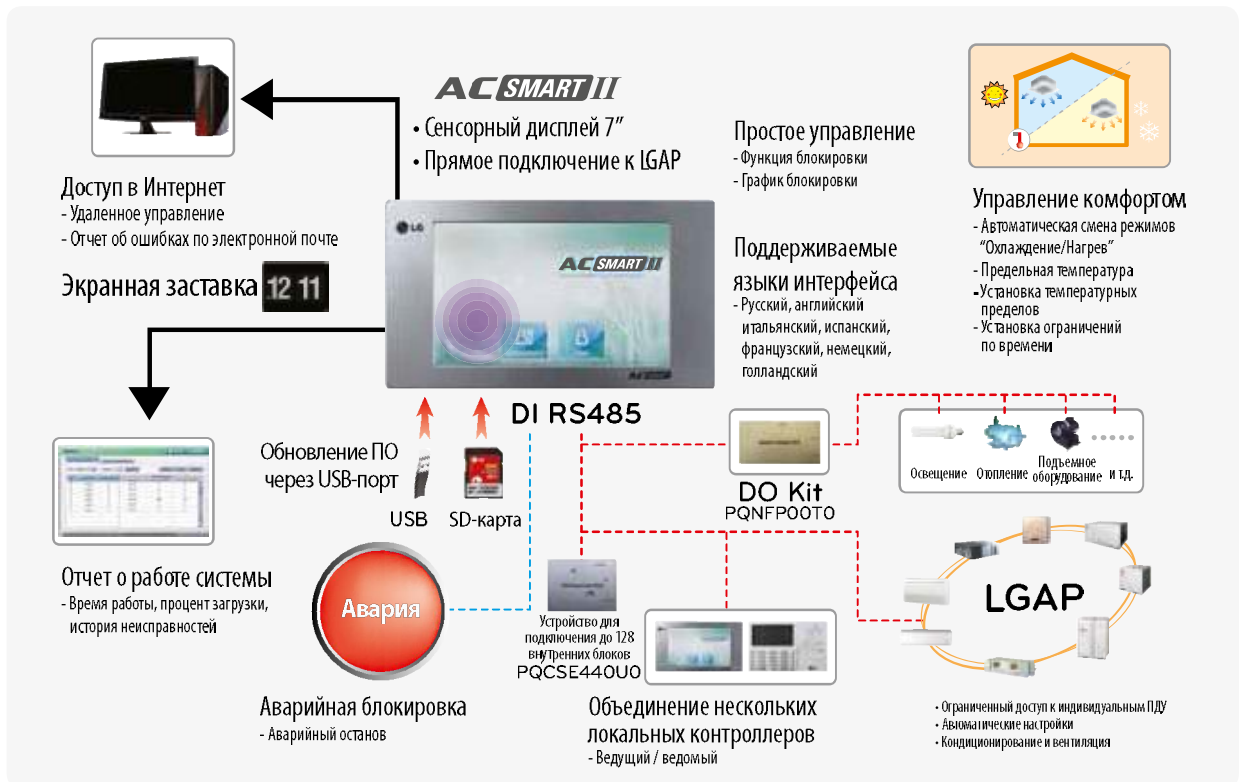 AC SMART II
• Сенсорный дисплей 7”
• Прямое подключение к LGAP
Доступ в Интернет
- Удаленное управление
- Отчет об ошибках по электронной почте
Экранная заставка 12 11
LG
AC SMART II
Простое управление
- Функция блокировки
- График блокировки
Поддерживаемые
языки интерфейса
- Русский, английский
итальянский, испанский,
французский, немецкий,
голландский
Управление комфортом
- Автоматическая смена режимов
“Охлаждение/Нагрев”
- Предельная температура
- Установка температурных
пределов
- Установка ограничений
по времени
DI RS485
Обновление ПО
через USB-порт
USB
SD-карта
DO Kit
PQNFP00T0
Освещение
Отопление
Подъемное
оборудование
и т.д.
Отчет о работе системы
- Время работы, процент загрузки,
история неисправностей
Авария
Аварийная блокировка
- Аварийный останов
Устройство для
подключения до 128
внутренних блоков
PQCSE440U0
Объединение нескольких
локальных контроллеров
- Ведущий / ведомый
LGAP
• Ограниченный доступ к индивидуальным ПДУ
• Авюматические настройки
• Кондиционирование и вентиляция